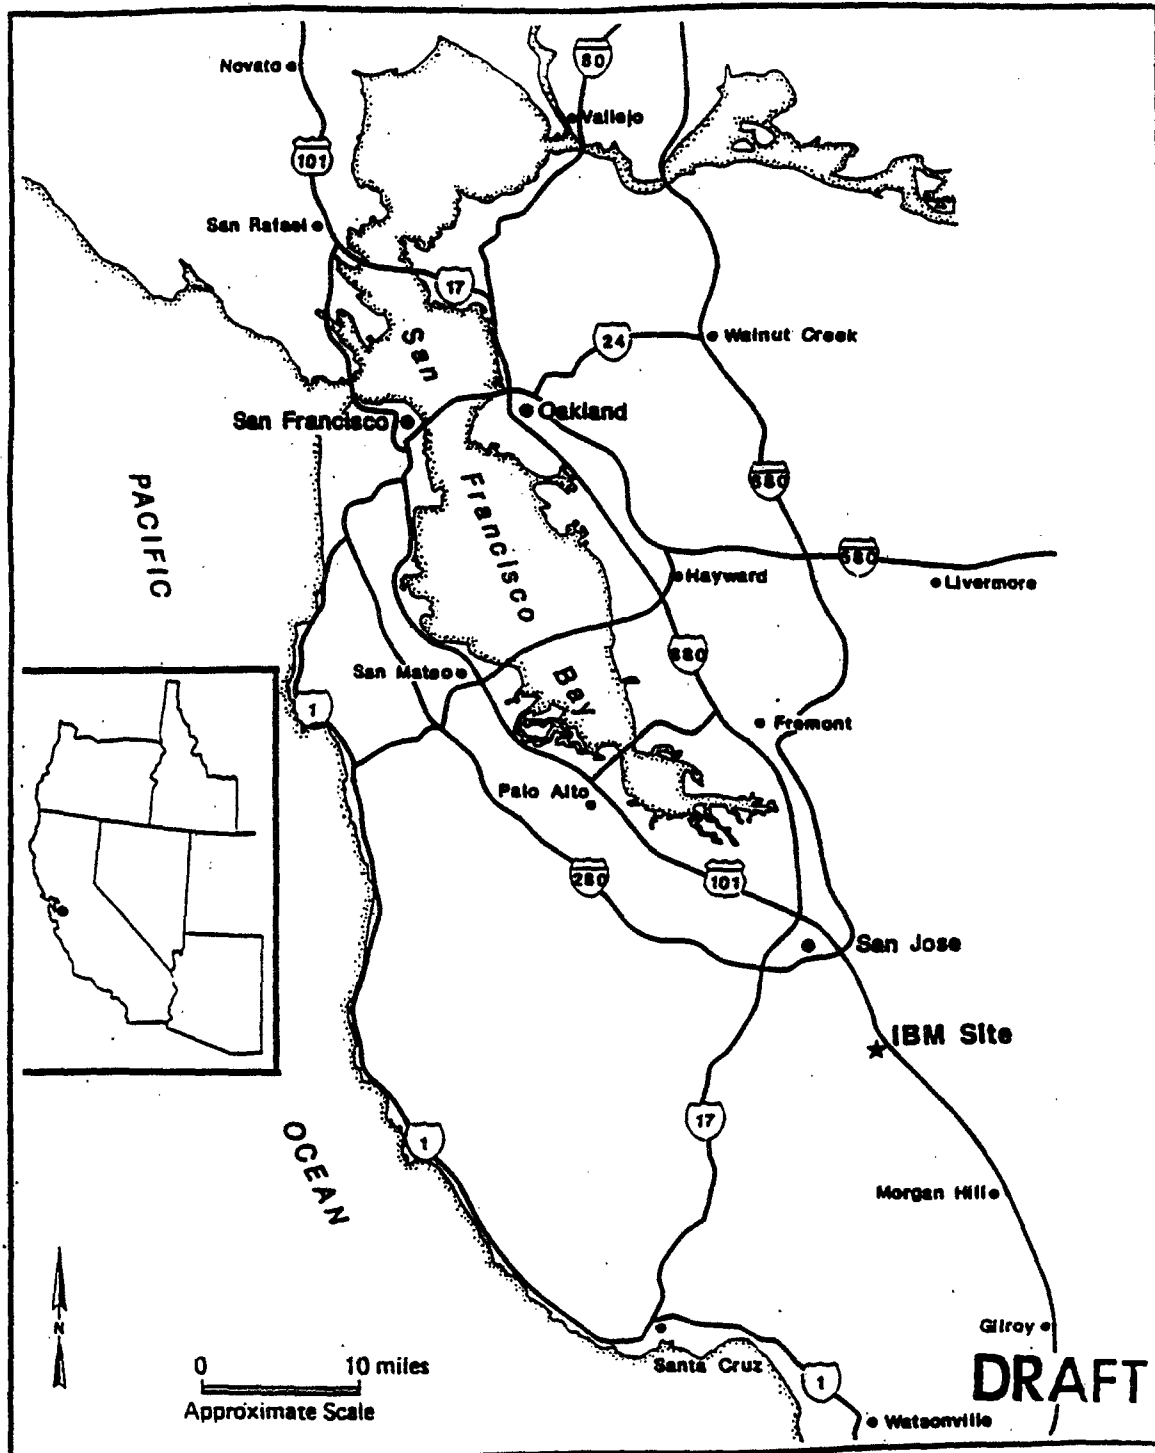 80
Novato
Vallejo
101
San Rafael
17
San
24
Walnut Creek
San Francisco
Oakland
PACIFIC
Francisco
680
580
Hayward
Livermore
880
San Mateo
Bay
1
Fremont
Palo Alto
280
101
San Jose
IBM Site
17
1
OCEAN
Morgan Hill
N
Gilroy
0 10 miles
Santa Cruz
DRAFT
1
Approximate Scale
Watsonville